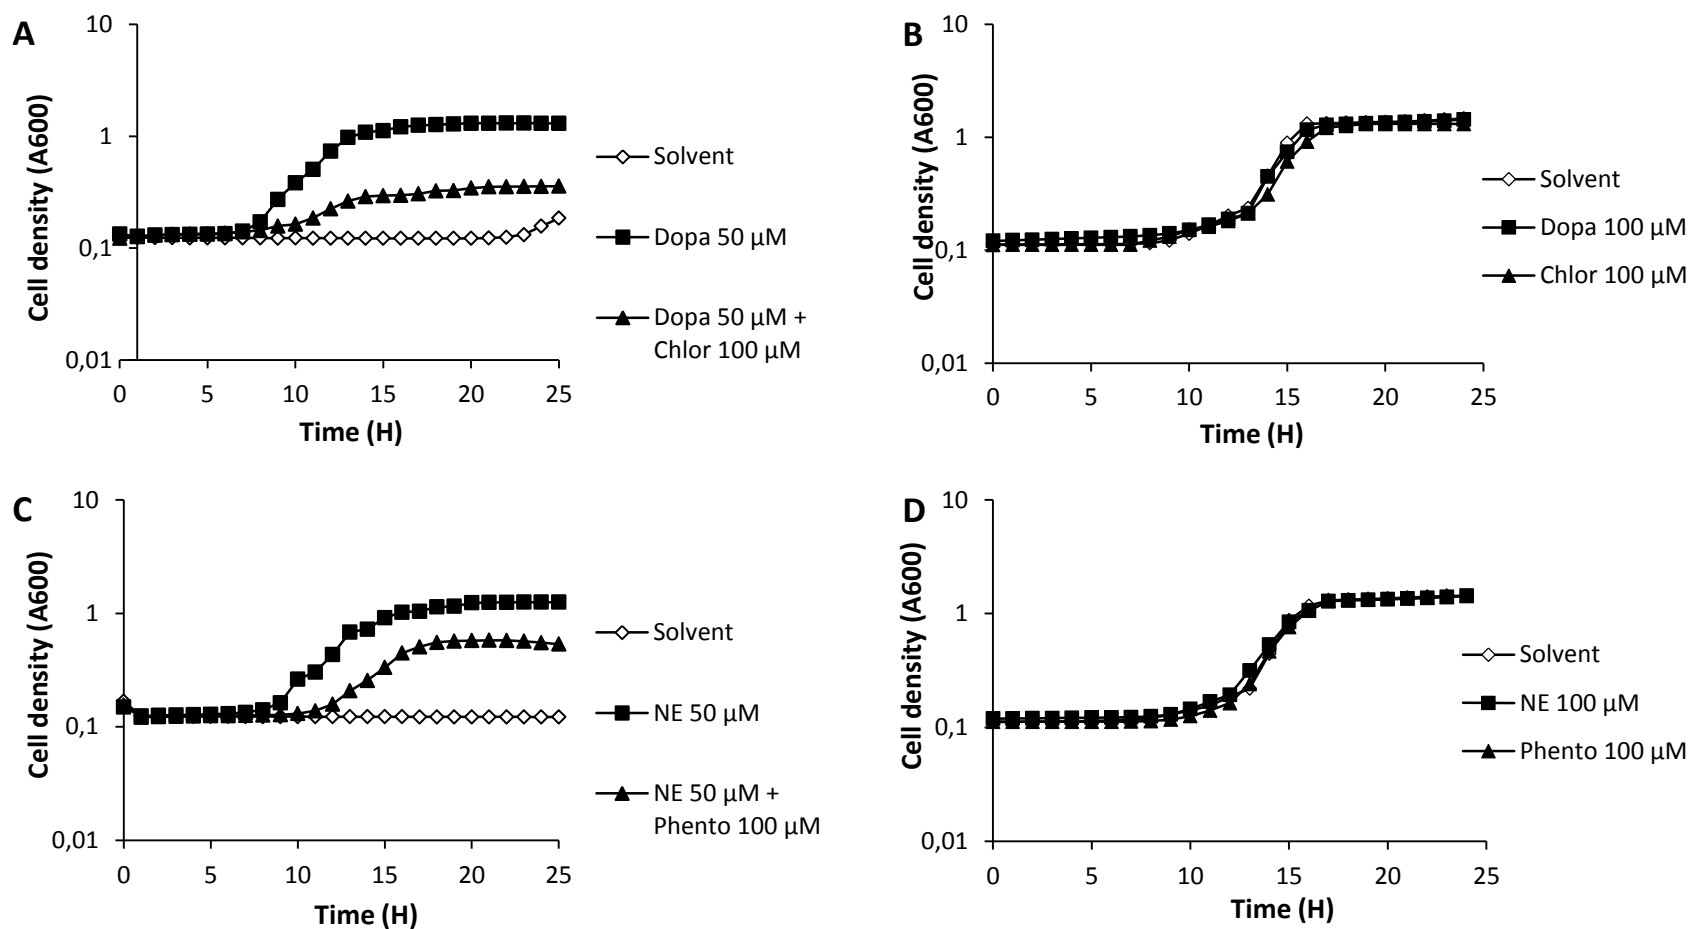 A
10
1
0,1
0,01
Cell density (A600)
0 5 10 15 20 25
Time (H)
Solvent
Dopa 50 µM
Dopa 50 µM +
Chlor 100 µM
B
10
1
0,1
0,01
Cell density (A600)
0 5 10 15 20 25
Time (H)
Solvent
Dopa 100 µM
Chlor 100 µM
C
10
1
0,1
0,01
Cell density (A600)
0 5 10 15 20 25
Time (H)
Solvent
NE 50 µM
NE 50 µM +
Phento 100 µM
D
10
1
0,1
0,01
Cell density (A600)
0 5 10 15 20 25
Time (H)
Solvent
NE 100 µM
Phento 100 µM